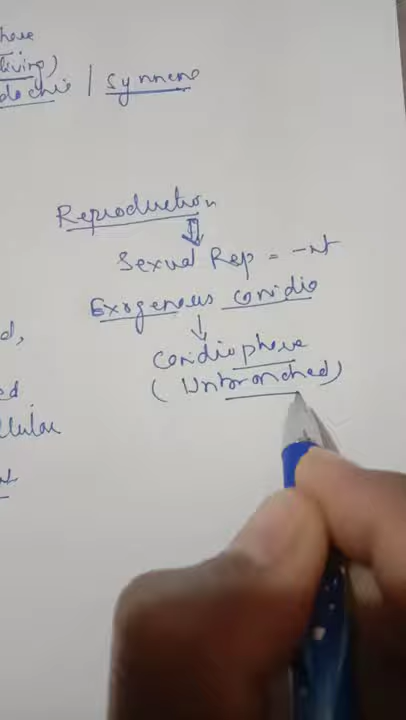 living)
Synnema
Reproduction
Sexual Rep = -nt
Exogenous conidia
Conidiophore
(Unbranched)